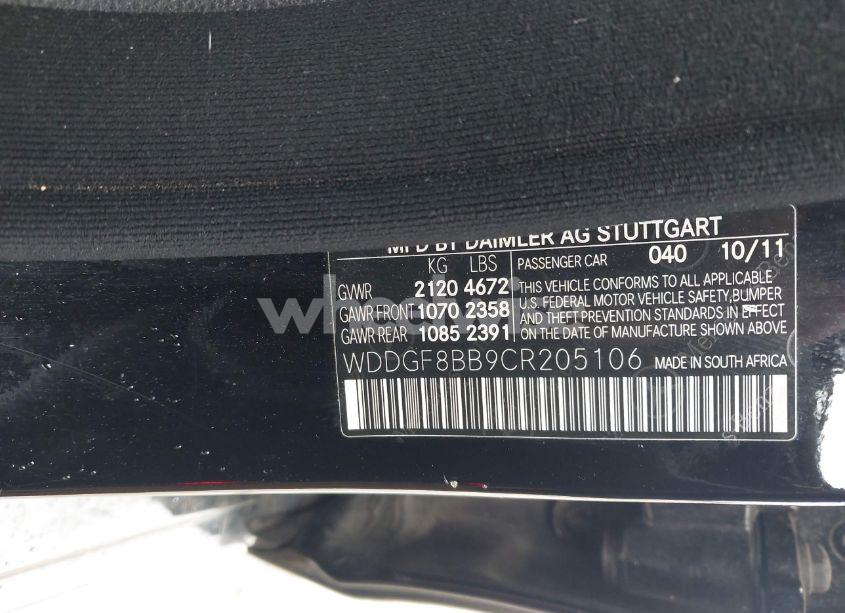 MFD BY DAIMLER AG STUTTGART
KG LBS PASSENGER CAR 040 10/11
GVWR 2120 4672 THIS VEHICLE CONFORMS TO ALL APPLICABLE
GAWR FRONT 1070 2358 U.S. FEDERAL MOTOR VEHICLE SAFETY,BUMPER
GAWR REAR 1085 2391 AND THEFT PREVENTION STANDARDS IN EFFECT
ON THE DATE OF MANUFACTURE SHOWN ABOVE
WDDGF8BB9CR205106 MADE IN SOUTH AFRICA